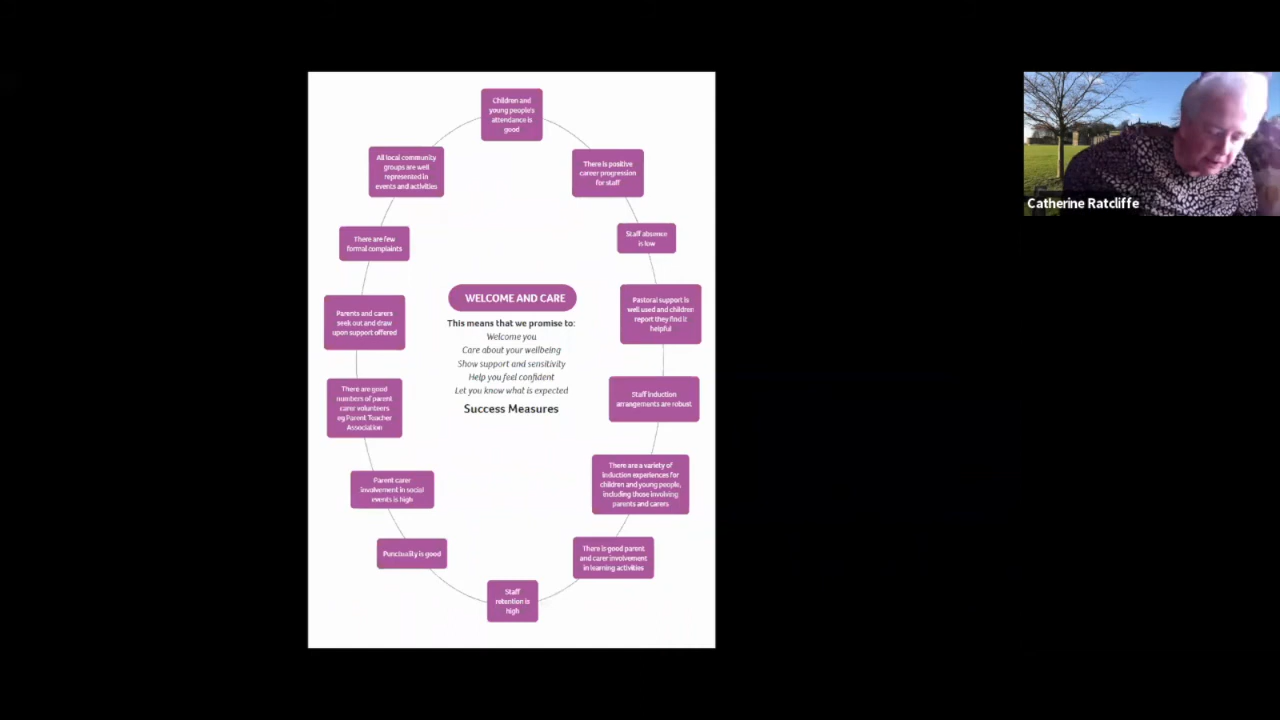 Children and
young people's
attendance is
good
There is positive
career progression
for staff
Staff absence
is low
Pastoral support is
well used and children
report they find it
helpful
Staff induction
arrangements are robust
There are a variety of
induction experiences for
children and young people,
including those involving
parents and carers
There is good parent
and carer involvement
in learning activities
Staff
retention is
high
Punctuality is good
Parent carer
involvement in social
events is high
There are good
numbers of parent
carer volunteers
eg Parent Teacher
Association
Parents and carers
seek out and draw
upon support offered
There are few
formal complaints
All local community
groups are well
represented in
events and activities
WELCOME AND CARE
This means that we promise to:
Welcome you
Care about your wellbeing
Show support and sensitivity
Help you feel confident
Let you know what is expected
Success Measures
Catherine Ratcliffe